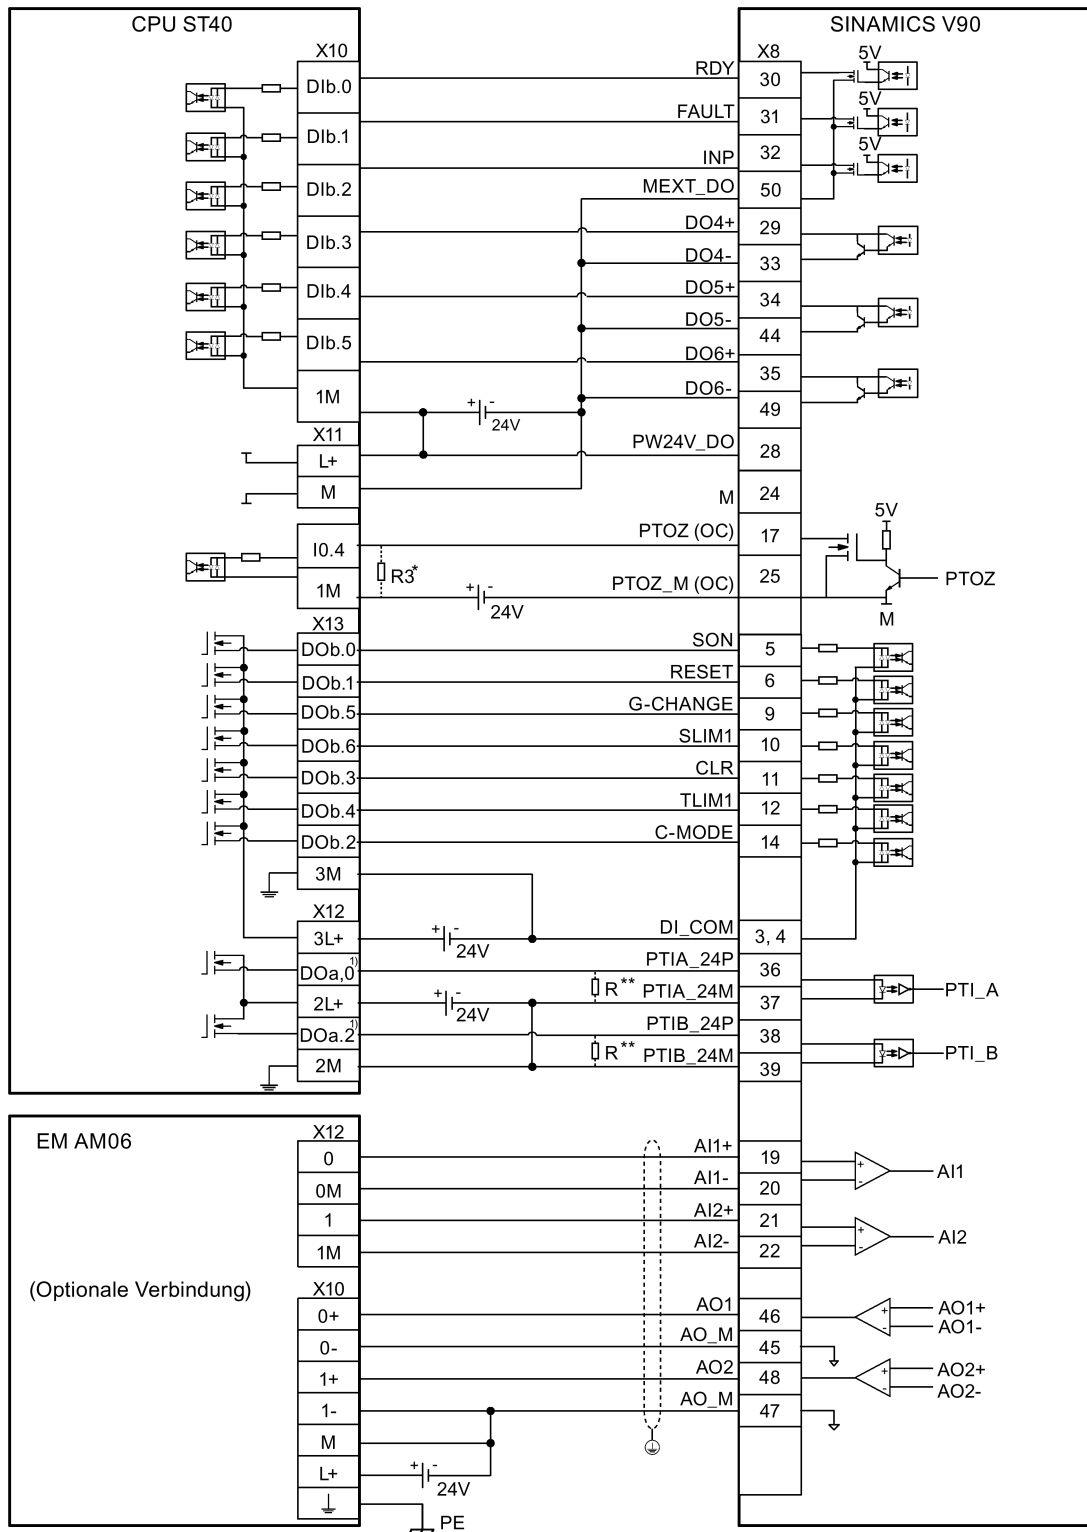 CPU ST40
SINAMICS V90
X10
X8
DIb.0
RDY
30
5V
DIb.1
FAULT
31
5V
INP
32
5V
DIb.2
MEXT_DO
50
DIb.3
DO4+
29
DO4-
33
DIb.4
DO5+
34
DO5-
44
DIb.5
DO6+
35
1M
DO6-
49
+ -
24V
X11
L+
PW24V_DO
28
M
M
24
I0.4
PTOZ (OC)
17
5V
R3*
1M
PTOZ_M (OC)
25
PTOZ
+ -
24V
M
X13
DOb.0
SON
5
DOb.1
RESET
6
DOb.5
G-CHANGE
9
DOb.6
SLIM1
10
DOb.3
CLR
11
DOb.4
TLIM1
12
DOb.2
C-MODE
14
3M
X12
3L+
+ -
24V
DI_COM
3, 4
DOa,0 1)
PTIA_24P
36
R**
2L+
+ -
24V
PTIA_24M
37
PTI_A
DOa.2 1)
PTIB_24P
38
R**
2M
PTIB_24M
39
PTI_B
EM AM06
X12
0
AI1+
19
+
-
AI1
0M
AI1-
20
1
AI2+
21
+
-
AI2
1M
AI2-
22
(Optionale Verbindung)
X10
0+
AO1
46
+
-
AO1+
AO1-
0-
AO_M
45
1+
AO2
48
+
-
AO2+
AO2-
1-
AO_M
47
M
L+
+ -
24V
PE